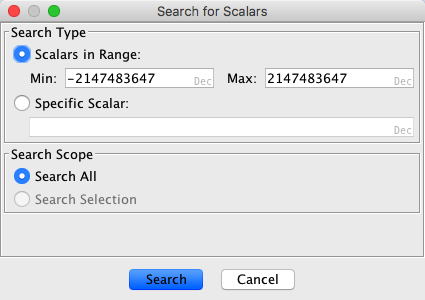 Search for Scalars
Search Type
Scalars in Range:
Min: -2147483647 Dec Max: 2147483647 Dec
Specific Scalar:
Dec
Search Scope
Search All
Search Selection
Search Cancel